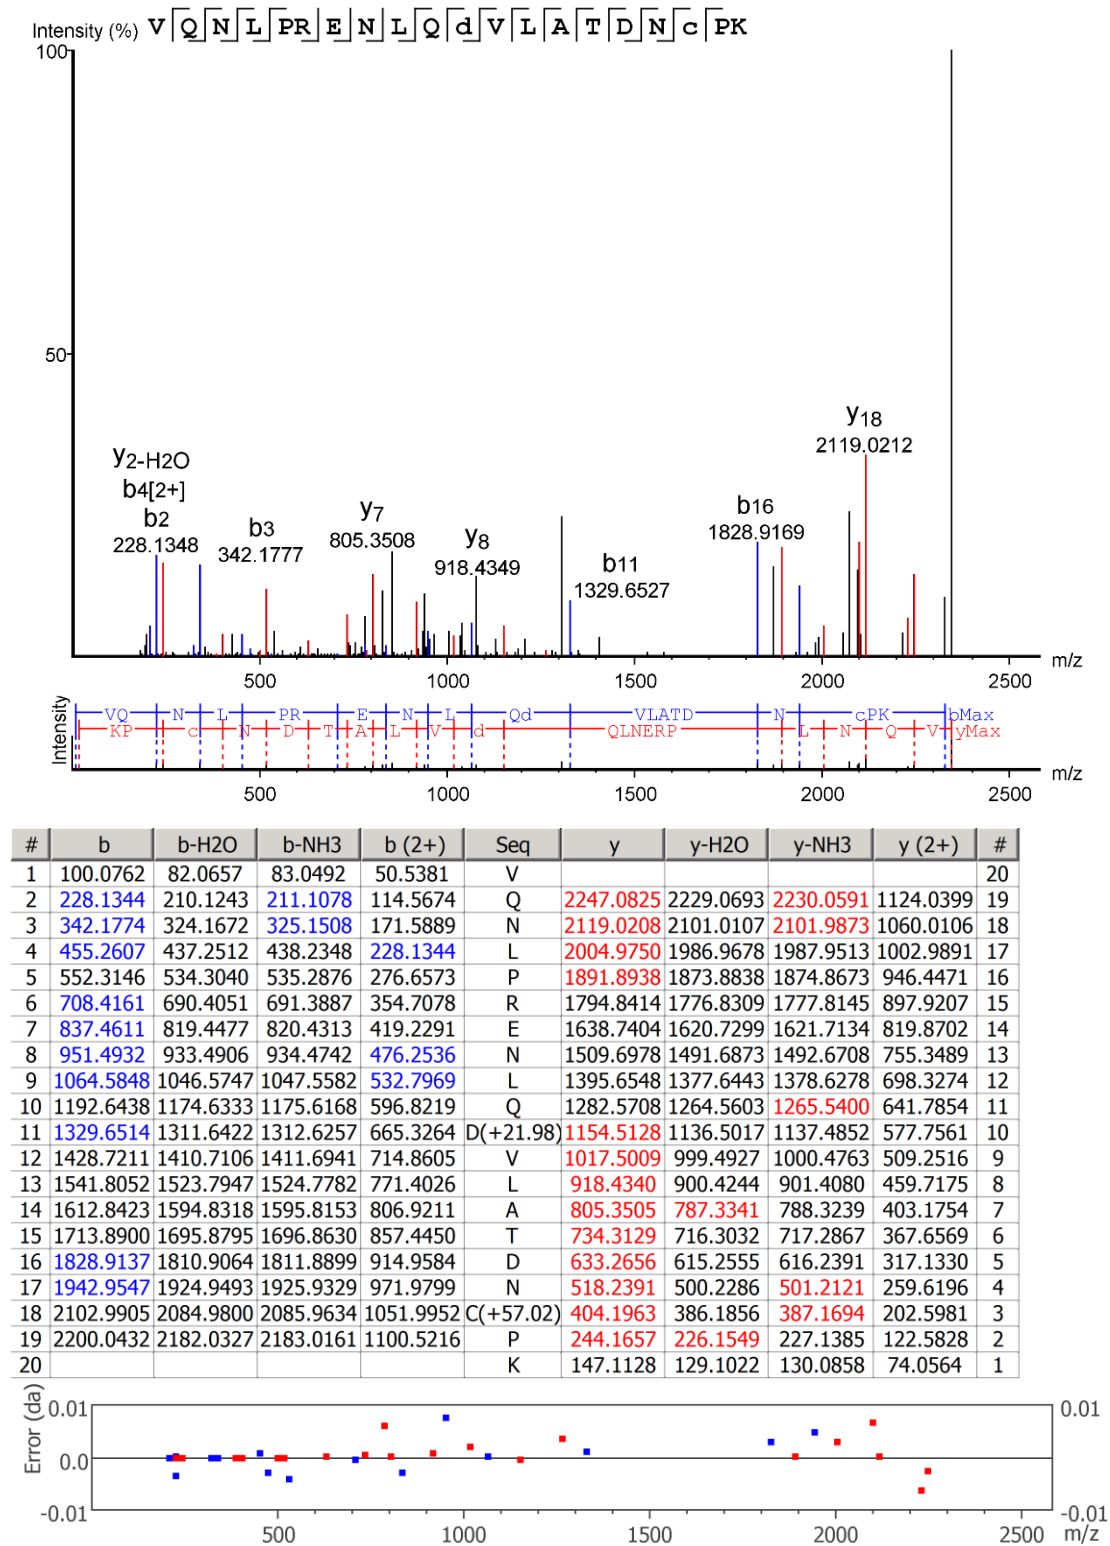 Intensity (%) V Q N L PR E N L Q d V L A T D N c PK
100
50
y18
2119.0212
y2-H2O
b4[2+]
b2
228.1348
b3
342.1777
y7
805.3508
y8
918.4349
b11
1329.6527
b16
1828.9169
500 1000 1500 2000 2500 m/z
Intensity
VQ N L PR E N L Qd VLATD N cPK bMax
KP c N D T A L V d QLNERP L N Q V yMax
500 1000 1500 2000 2500 m/z
# b b-H2O b-NH3 b (2+) Seq y y-H2O y-NH3 y (2+) #
1 100.0762 82.0657 83.0492 50.5381 V 20
2 228.1344 210.1243 211.1078 114.5674 Q 2247.0825 2229.0693 2230.0591 1124.0399 19
3 342.1774 324.1672 325.1508 171.5889 N 2119.0208 2101.0107 2101.9873 1060.0106 18
4 455.2607 437.2512 438.2348 228.1344 L 2004.9750 1986.9678 1987.9513 1002.9891 17
5 552.3146 534.3040 535.2876 276.6573 P 1891.8938 1873.8838 1874.8673 946.4471 16
6 708.4161 690.4051 691.3887 354.7078 R 1794.8414 1776.8309 1777.8145 897.9207 15
7 837.4611 819.4477 820.4313 419.2291 E 1638.7404 1620.7299 1621.7134 819.8702 14
8 951.4932 933.4906 934.4742 476.2536 N 1509.6978 1491.6873 1492.6708 755.3489 13
9 1064.5848 1046.5747 1047.5582 532.7969 L 1395.6548 1377.6443 1378.6278 698.3274 12
10 1192.6438 1174.6333 1175.6168 596.8219 Q 1282.5708 1264.5603 1265.5400 641.7854 11
11 1329.6514 1311.6422 1312.6257 665.3264 D(+21.98) 1154.5128 1136.5017 1137.4852 577.7561 10
12 1428.7211 1410.7106 1411.6941 714.8605 V 1017.5009 999.4927 1000.4763 509.2516 9
13 1541.8052 1523.7947 1524.7782 771.4026 L 918.4340 900.4244 901.4080 459.7175 8
14 1612.8423 1594.8318 1595.8153 806.9211 A 805.3505 787.3341 788.3239 403.1754 7
15 1713.8900 1695.8795 1696.8630 857.4450 T 734.3129 716.3032 717.2867 367.6569 6
16 1828.9137 1810.9064 1811.8899 914.9584 D 633.2656 615.2555 616.2391 317.1330 5
17 1942.9547 1924.9493 1925.9329 971.9799 N 518.2391 500.2286 501.2121 259.6196 4
18 2102.9905 2084.9800 2085.9634 1051.9952 C(+57.02) 404.1963 386.1856 387.1694 202.5981 3
19 2200.0432 2182.0327 2183.0161 1100.5216 P 244.1657 226.1549 227.1385 122.5828 2
20 K 147.1128 129.1022 130.0858 74.0564 1
Error (da)
0.01 0.01
0.0
-0.01 -0.01
500 1000 1500 2000 2500 m/z